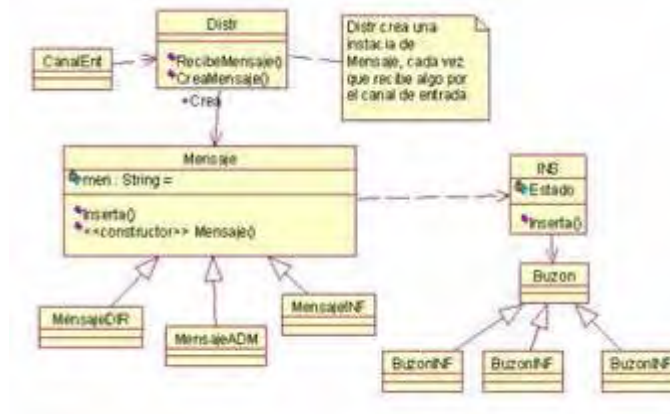 Distr
RecibeMensaje()
CreaMensaje()
CanalEnt
Distr crea una
instacia de
Mensaje, cada vez
que recibe algo por
el canal de entrada
+Crea
Mensaje
men : String =
Inserta()
<<constructor>> Mensaje()
INS
Estado
Inserta()
Buzon
MensajeDIR
MensajeADM
MensajeINF
BuzonINF
BuzonINF
BuzonINF